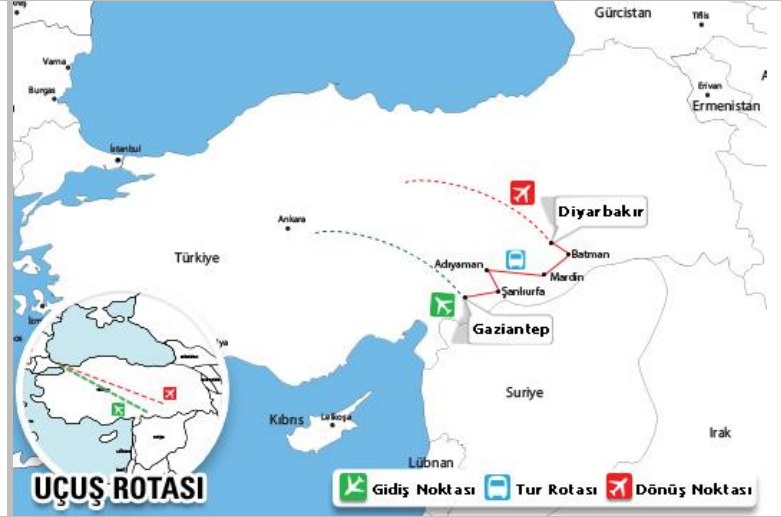 Gürcistan
Tiflis
Varna
Burgas
Erivan
Ermenistan
İstanbul
Diyarbakır
Ankara
Batman
Türkiye
Adıyaman
Mardin
Şanlıurfa
Gaziantep
Suriye
Kıbrıs
Lefkoşa
Irak
Lübnan
UÇUŞ ROTASI
Gidiş Noktası
Tur Rotası
Dönüş Noktası